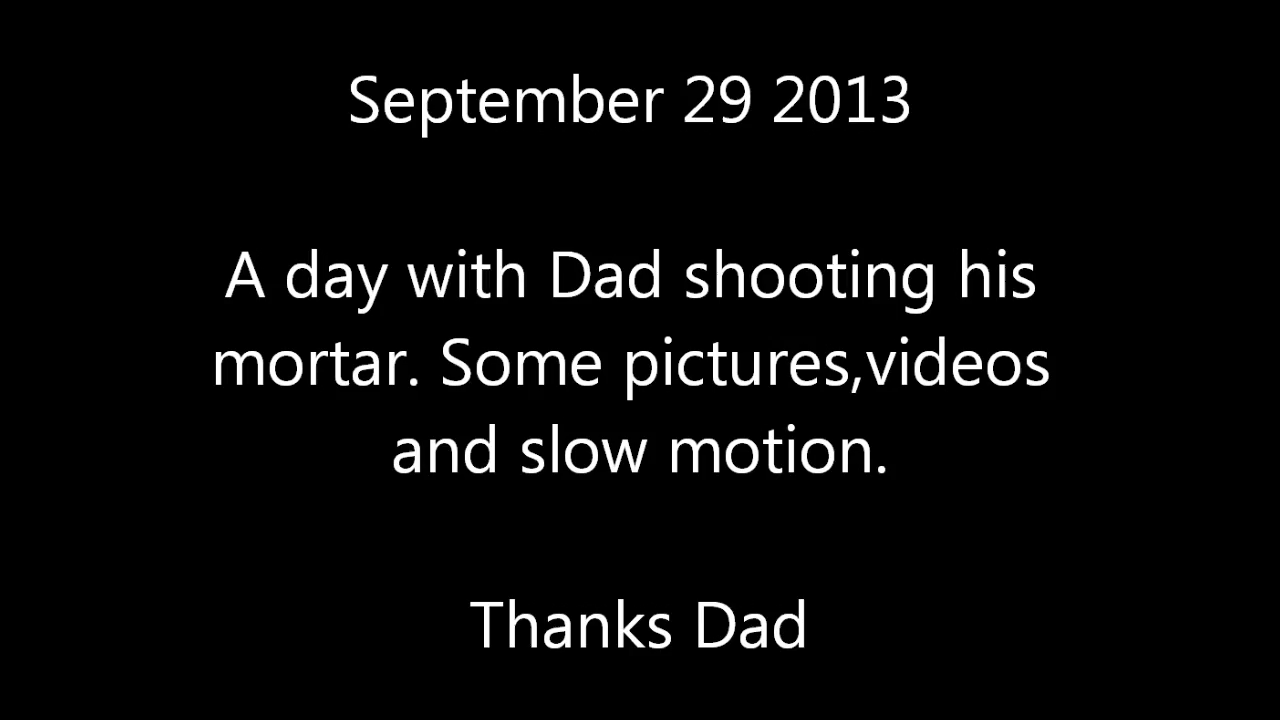 September 29 2013
A day with Dad shooting his
mortar. Some pictures,videos
and slow motion.
Thanks Dad